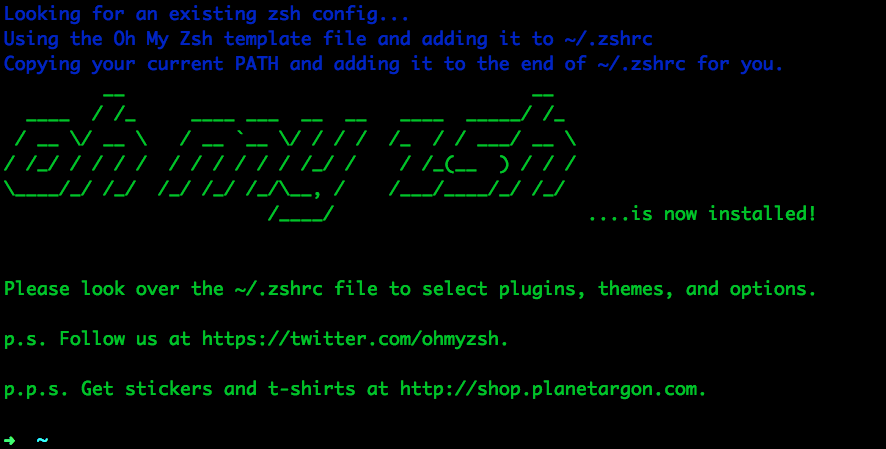 Looking for an existing zsh config...
Using the Oh My Zsh template file and adding it to ~/.zshrc
Copying your current PATH and adding it to the end of ~/.zshrc for you.
oh my zsh
....is now installed!
Please look over the ~/.zshrc file to select plugins, themes, and options.
p.s. Follow us at https://twitter.com/ohmyzsh.
p.p.s. Get stickers and t-shirts at http://shop.planetargon.com.
➜ ~